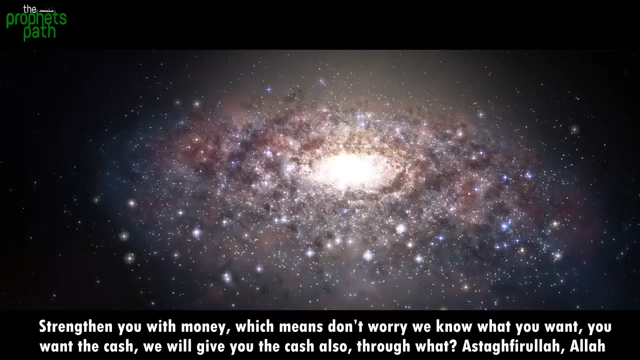 the
prophets
path
Strengthen you with money, which means don't worry we know what you want, you
want the cash, we will give you the cash also, through what? Astaghfirullah, Allah